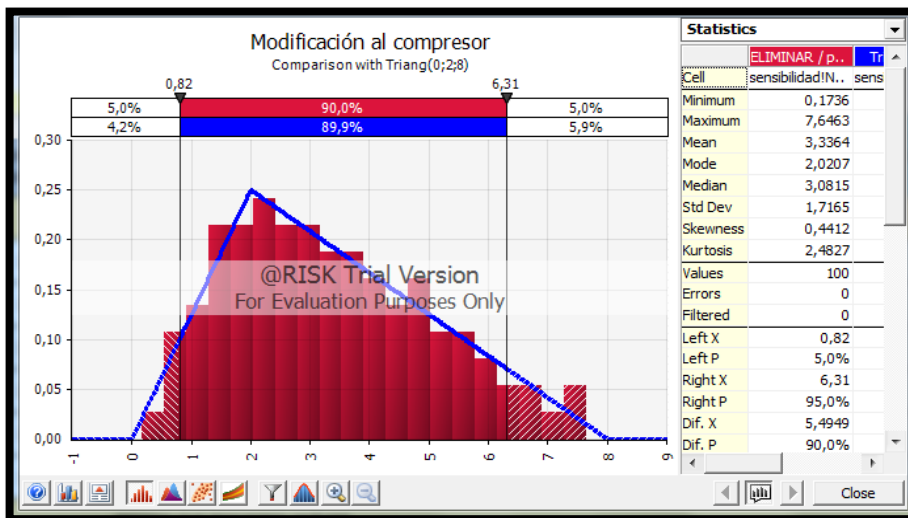 Modificación al compresor
Comparison with Triang(0;2;8)
0,82 6,31
5,0% 90,0% 5,0%
4,2% 89,9% 5,9%
0,30
0,25
0,20
0,15
0,10
0,05
0,00
-1 0 1 2 3 4 5 6 7 8 9
@RISK Trial Version
For Evaluation Purposes Only
Statistics
ELIMINAR / p.. Tr
Cell sensibilidad!N.. sens
Minimum 0,1736
Maximum 7,6463
Mean 3,3364
Mode 2,0207
Median 3,0815
Std Dev 1,7165
Skewness 0,4412
Kurtosis 2,4827
Values 100
Errors 0
Filtered 0
Left X 0,82
Left P 5,0%
Right X 6,31
Right P 95,0%
Dif. X 5,4949
Dif. P 90,0%
Close